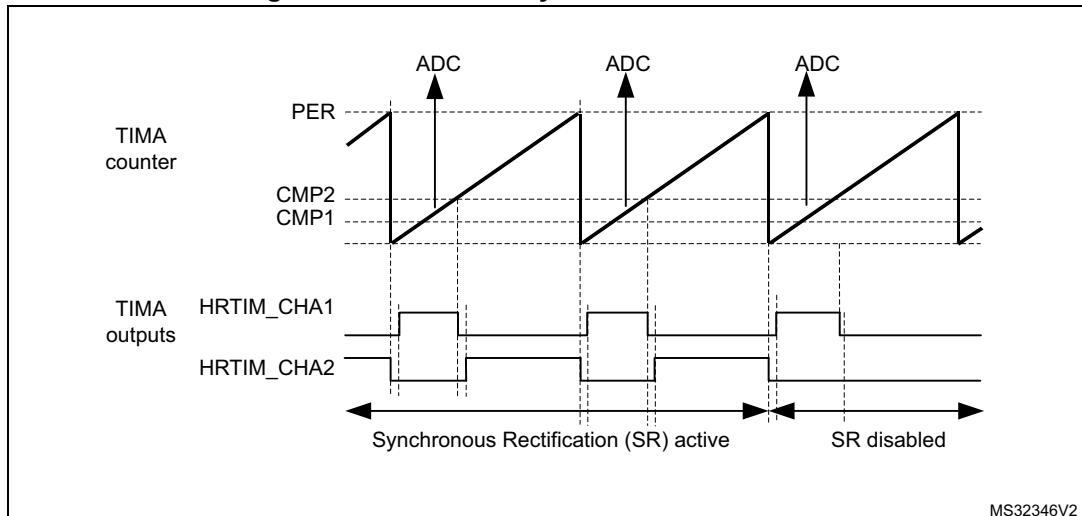 ADC ADC ADC
PER
TIMA
counter
CMP2
CMP1
TIMA
outputs
HRTIM_CHA1
HRTIM_CHA2
Synchronous Rectification (SR) active SR disabled
MS32346V2